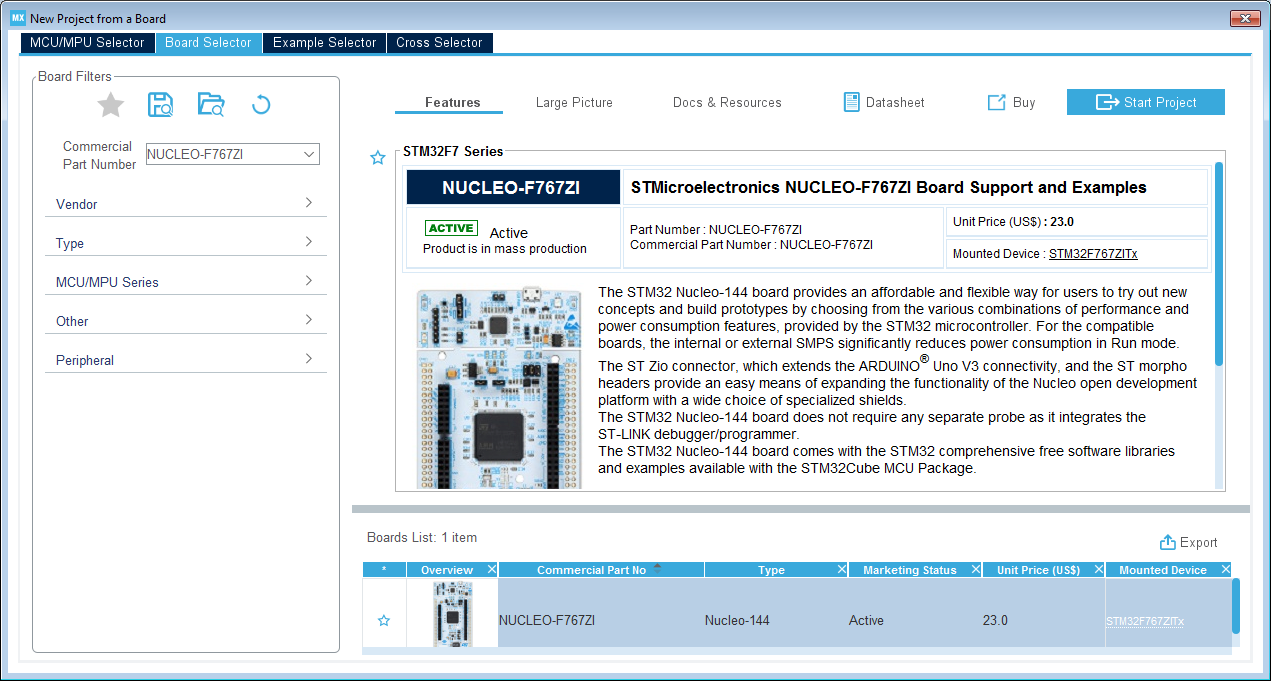 MX New Project from a Board
MCU/MPU Selector Board Selector Example Selector Cross Selector
Board Filters
Commercial
Part Number
NUCLEO-F767ZI
Vendor
Type
MCU/MPU Series
Other
Peripheral
Features Large Picture Docs & Resources Datasheet Buy Start Project
STM32F7 Series
NUCLEO-F767ZI
STMicroelectronics NUCLEO-F767ZI Board Support and Examples
ACTIVE Active
Product is in mass production
Part Number : NUCLEO-F767ZI
Commercial Part Number : NUCLEO-F767ZI
Unit Price (US$) : 23.0
Mounted Device : STM32F767ZITx
The STM32 Nucleo-144 board provides an affordable and flexible way for users to try out new
concepts and build prototypes by choosing from the various combinations of performance and
power consumption features, provided by the STM32 microcontroller. For the compatible
boards, the internal or external SMPS significantly reduces power consumption in Run mode.
The ST Zio connector, which extends the ARDUINO® Uno V3 connectivity, and the ST morpho
headers provide an easy means of expanding the functionality of the Nucleo open development
platform with a wide choice of specialized shields.
The STM32 Nucleo-144 board does not require any separate probe as it integrates the
ST-LINK debugger/programmer.
The STM32 Nucleo-144 board comes with the STM32 comprehensive free software libraries
and examples available with the STM32Cube MCU Package.
Boards List: 1 item
Export
* Overview Commercial Part No Type Marketing Status Unit Price (US$) Mounted Device
NUCLEO-F767ZI Nucleo-144 Active 23.0 STM32F767ZITx